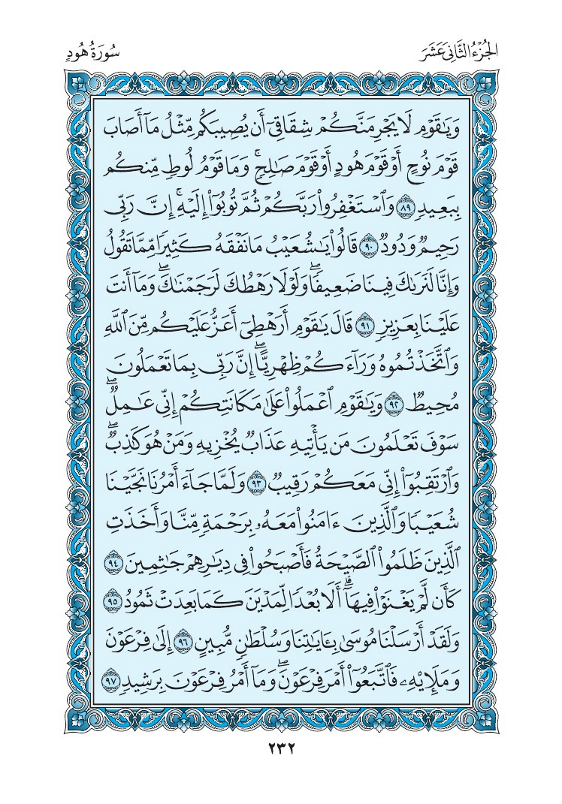 الجُزْءُ الثَّانِي عَشَرَ
سُورَةُ هُودٍ
وَيَٰقَوْمِ لَا يَجْرِمَنَّكُمْ شِقَاقِىٓ أَن يُصِيبَكُم مِّثْلُ مَآ أَصَابَ
قَوْمَ نُوحٍ أَوْ قَوْمَ هُودٍ أَوْ قَوْمَ صَٰلِحٍۚ وَمَا قَوْمُ لُوطٍ مِّنكُم
بِبَعِيدٍ ٨٩ وَٱسْتَغْفِرُوا۟ رَبَّكُمْ ثُمَّ تُوبُوٓا۟ إِلَيْهِۚ إِنَّ رَبِّى
رَحِيمٌ وَدُودٌ ٩٠ قَالُوا۟ يَٰشُعَيْبُ مَا نَفْقَهُ كَثِيرًا مِّمَّا تَقُولُ
وَإِنَّا لَنَرَىٰكَ فِينَا ضَعِيفًاۖ وَلَوْلَا رَهْطُكَ لَرَجَمْنَٰكَۖ وَمَآ أَنتَ
عَلَيْنَا بِعَزِيزٍ ٩١ قَالَ يَٰقَوْمِ أَرَهْطِىٓ أَعَزُّ عَلَيْكُم مِّنَ ٱللَّهِ
وَٱتَّخَذْتُمُوهُ وَرَآءَكُمْ ظِهْرِيًّاۖ إِنَّ رَبِّى بِمَا تَعْمَلُونَ
مُحِيطٌ ٩٢ وَيَٰقَوْمِ ٱعْمَلُوا۟ عَلَىٰ مَكَانَتِكُمْ إِنِّى عَٰمِلٌۖ
سَوْفَ تَعْلَمُونَ مَن يَأْتِيهِ عَذَابٌ يُخْزِيهِ وَمَنْ هُوَ كَٰذِبٌۖ
وَٱرْتَقِبُوٓا۟ إِنِّى مَعَكُمْ رَقِيبٌ ٩٣ وَلَمَّا جَآءَ أَمْرُنَا نَجَّيْنَا
شُعَيْبًا وَٱلَّذِينَ ءَامَنُوا۟ مَعَهُۥ بِرَحْمَةٍ مِّنَّا وَأَخَذَتِ
ٱلَّذِينَ ظَلَمُوا۟ ٱلصَّيْحَةُ فَأَصْبَحُوا۟ فِى دِيَٰرِهِمْ جَٰثِمِينَ ٩٤
كَأَن لَّمْ يَغْنَوْا۟ فِيهَآۗ أَلَا بُعْدًا لِّمَدْيَنَ كَمَا بَعِدَتْ ثَمُودُ ٩٥
وَلَقَدْ أَرْسَلْنَا مُوسَىٰ بِـَٔايَٰتِنَا وَسُلْطَٰنٍ مُّبِينٍ ٩٦ إِلَىٰ فِرْعَوْنَ
وَمَلَإِي۟هِۦ فَٱتَّبَعُوٓا۟ أَمْرَ فِرْعَوْنَۖ وَمَآ أَمْرُ فِرْعَوْنَ بِرَشِيدٍ ٩٧
٢٣٢